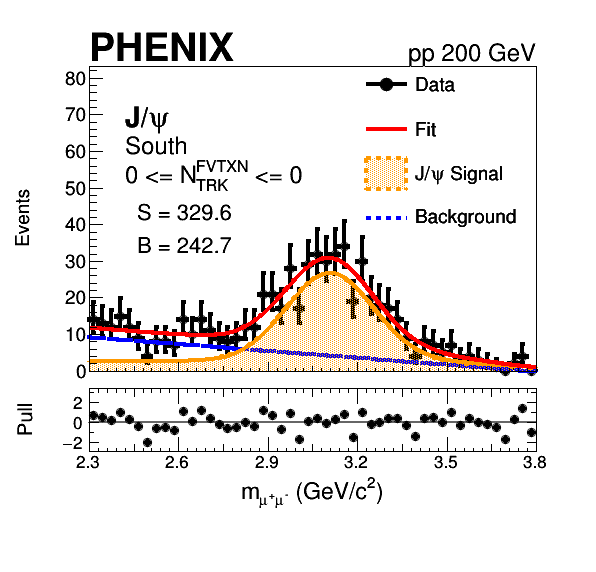 PHENIX pp 200 GeV
J/ψ
South
0 <= N^FVTXN_TRK <= 0
S = 329.6
B = 242.7
Data
Fit
J/ψ Signal
Background
Events
80
70
60
50
40
30
20
10
0
Pull
2
0
−2
2.3 2.6 2.9 3.2 3.5 3.8
m_μ⁺μ⁻ (GeV/c²)